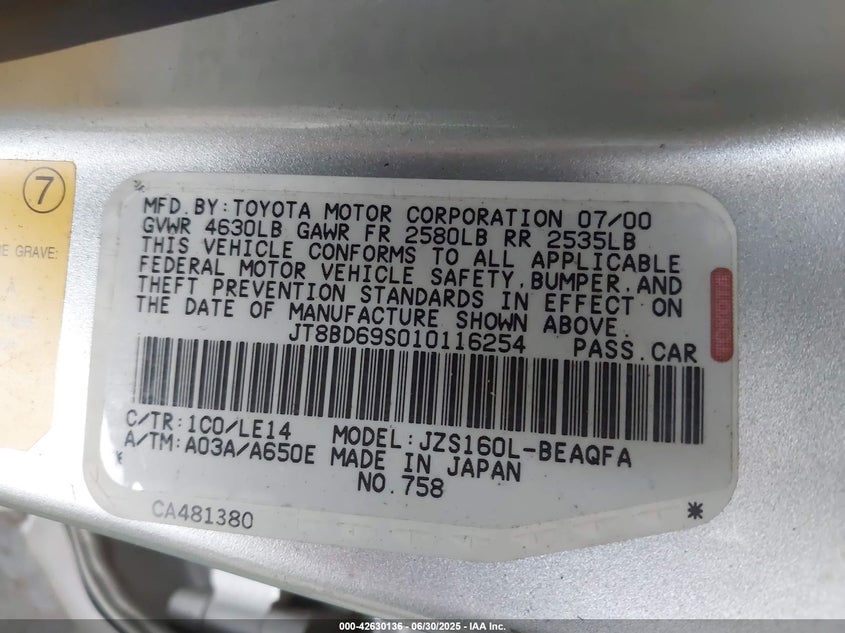 7
RE GRAVE:
MFD.BY:TOYOTA MOTOR CORPORATION 07/00
GVWR 4630LB GAWR FR 2580LB RR 2535LB
THIS VEHICLE CONFORMS TO ALL APPLICABLE
FEDERAL MOTOR VEHICLE SAFETY,BUMPER,AND
THEFT PREVENTION STANDARDS IN EFFECT ON
THE DATE OF MANUFACTURE SHOWN ABOVE.
JT8BD69S010116254 PASS.CAR
C/TR:1C0/LE14 MODEL:JZS160L-BEAQFA
A/TM:A03A/A650E MADE IN JAPAN
NO.758
CA481380
000-42630136 - 06/30/2025 - IAA Inc.